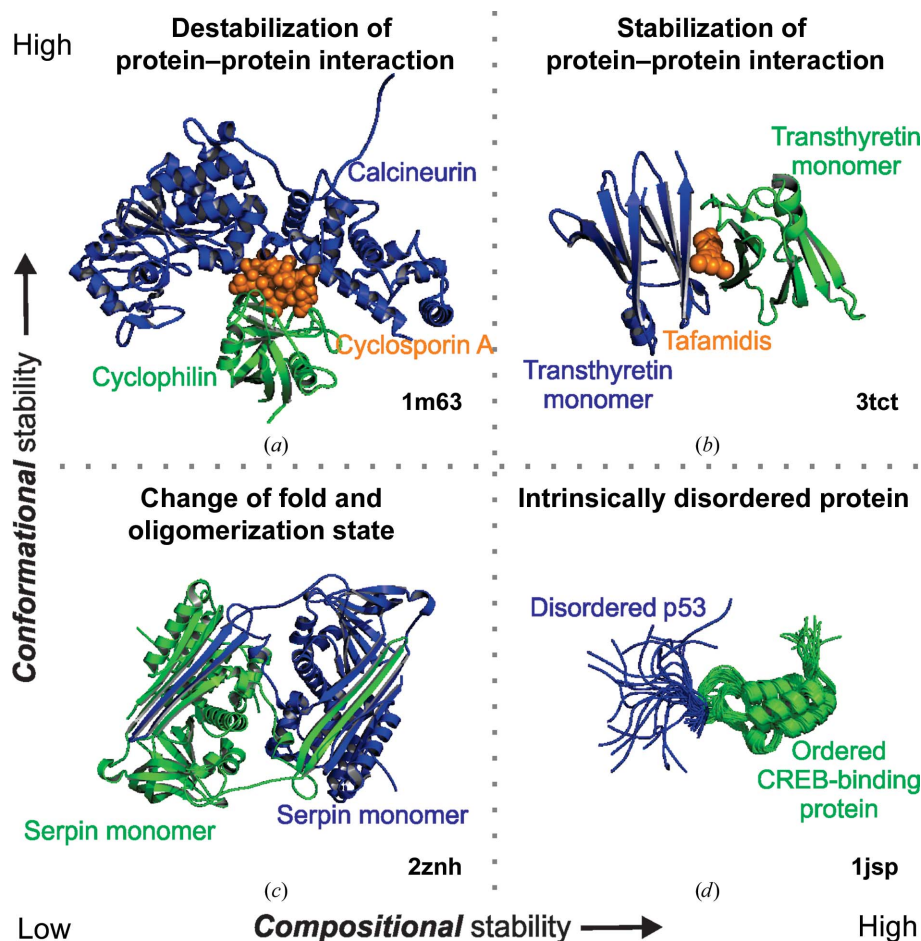 High
Destabilization of
protein–protein interaction
Calcineurin
Cyclosporin A
Cyclophilin
1m63
(a)
Stabilization of
protein–protein interaction
Transthyretin
monomer
Tafamidis
Transthyretin
monomer
3tct
(b)
Conformational stability
Change of fold and
oligomerization state
Serpin monomer
Serpin monomer
2znh
(c)
Intrinsically disordered protein
Disordered p53
Ordered
CREB-binding
protein
1jsp
(d)
Low
Compositional stability
High